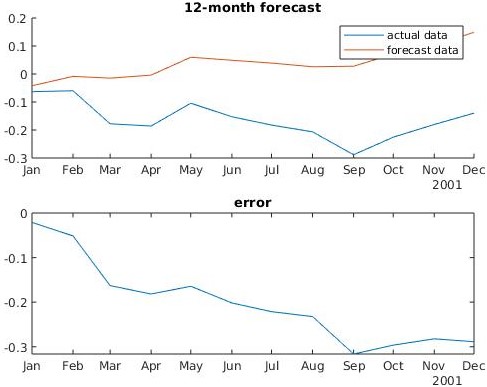 12-month forecast
0.2
0.1
0
-0.1
-0.2
-0.3
actual data
forecast data
Jan Feb Mar Apr May Jun Jul Aug Sep Oct Nov Dec
2001
error
0
-0.1
-0.2
-0.3
Jan Feb Mar Apr May Jun Jul Aug Sep Oct Nov Dec
2001